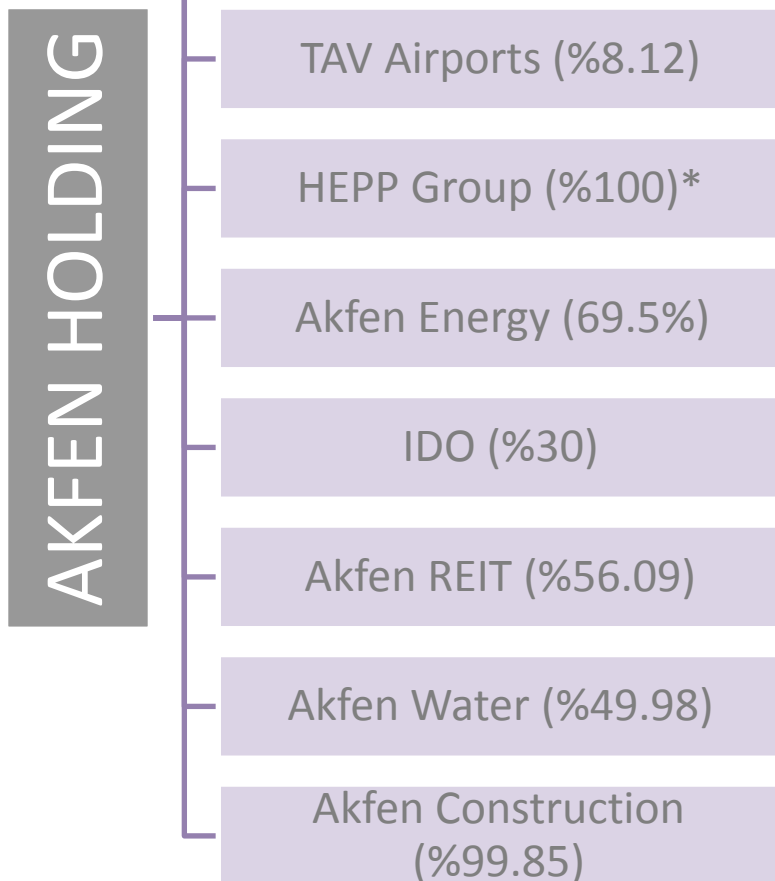 AKFEN HOLDING
TAV Airports (%8.12)
HEPP Group (%100)*
Akfen Energy (69.5%)
IDO (%30)
Akfen REIT (%56.09)
Akfen Water (%49.98)
Akfen Construction
(%99.85)